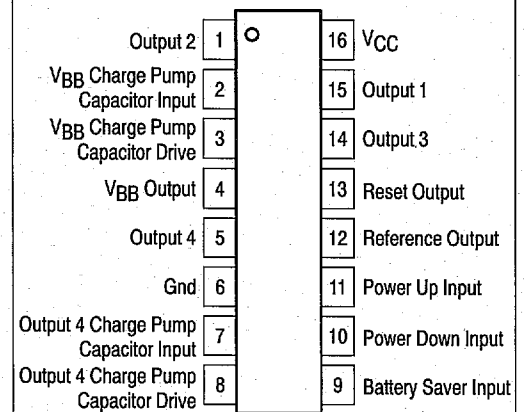 Output 2 1 16 VCC
VBB Charge Pump
Capacitor Input 2 15 Output 1
VBB Charge Pump
Capacitor Drive 3 14 Output 3
VBB Output 4 13 Reset Output
Output 4 5 12 Reference Output
Gnd 6 11 Power Up Input
Output 4 Charge Pump
Capacitor Input 7 10 Power Down Input
Output 4 Charge Pump
Capacitor Drive 8 9 Battery Saver Input